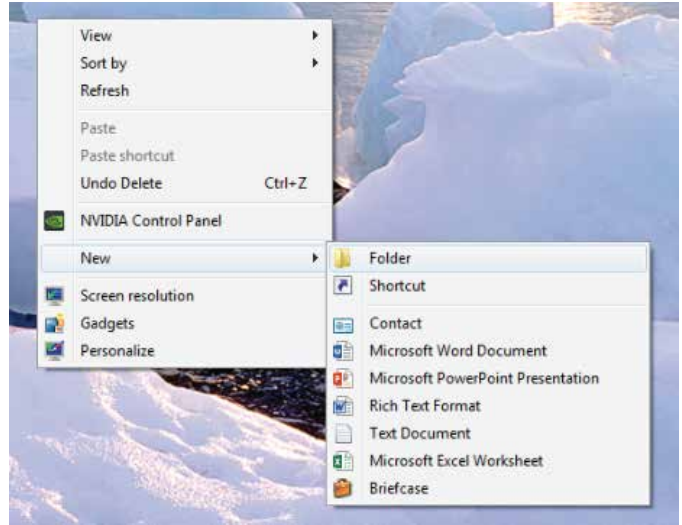 View
Sort by
Refresh
Paste
Paste shortcut
Undo Delete Ctrl+Z
NVIDIA Control Panel
New
Screen resolution
Gadgets
Personalize
Folder
Shortcut
Contact
Microsoft Word Document
Microsoft PowerPoint Presentation
Rich Text Format
Text Document
Microsoft Excel Worksheet
Briefcase